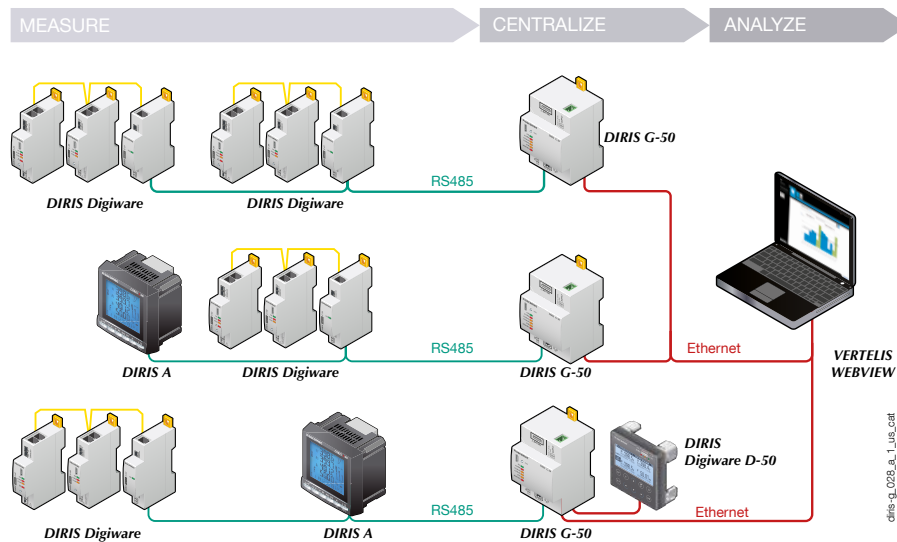 MEASURE
CENTRALIZE
ANALYZE
DIRIS G-50
RS485
DIRIS Digiware
DIRIS Digiware
RS485
Ethernet
DIRIS A
DIRIS Digiware
DIRIS G-50
VERTELIS
WEBVIEW
DIRIS
Digiware D-50
RS485
Ethernet
DIRIS Digiware
DIRIS A
DIRIS G-50
diris-g_028_a_1_us_cat